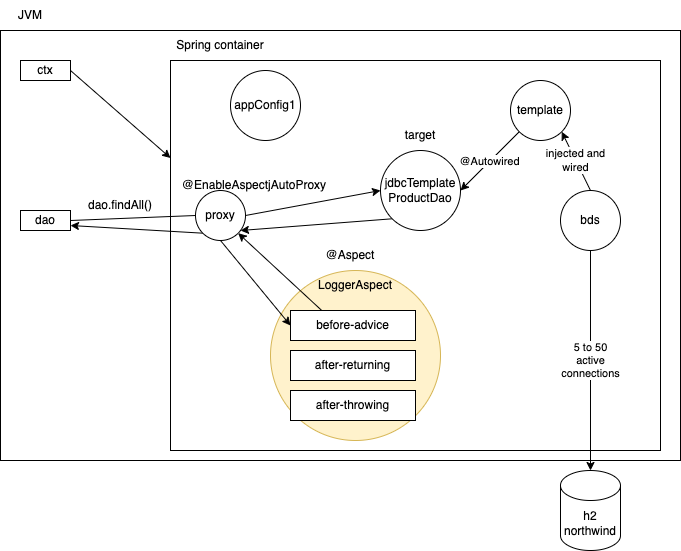 JVM
Spring container
ctx
appConfig1
template
target
@Autowired
injected and
wired
@EnableAspectjAutoProxy
jdbcTemplate
ProductDao
dao.findAll()
dao
proxy
bds
@Aspect
LoggerAspect
before-advice
after-returning
after-throwing
5 to 50
active
connections
h2
northwind